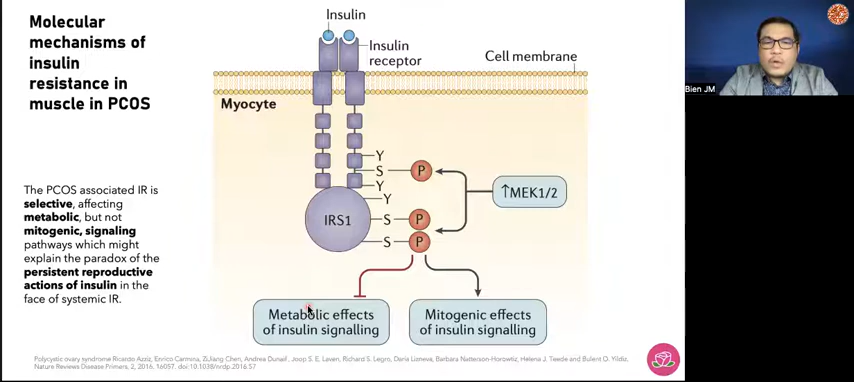 Molecular
mechanisms of
insulin
resistance in
muscle in PCOS
The PCOS associated IR is
selective, affecting
metabolic, but not
mitogenic, signaling
pathways which might
explain the paradox of the
persistent reproductive
actions of insulin in the
face of systemic IR.
Insulin
Insulin
receptor
Cell membrane
Myocyte
Y
S
P
Y
Y
↑MEK1/2
IRS1
S
P
S
P
Metabolic effects
of insulin signalling
Mitogenic effects
of insulin signalling
Polycystic ovary syndrome Ricardo Azziz, Enrico Carmina, ZiJiang Chen, Andrea Dunaif, Joop S. E. Laven, Richard S. Legro, Daria Lizneva, Barbara Natterson-Horowitz, Helena J. Teede and Bulent O. Yildiz.
Nature Reviews Disease Primers, 2, 2016, 16057. doi:10.1038/nrdp.2016.57
Bien JM